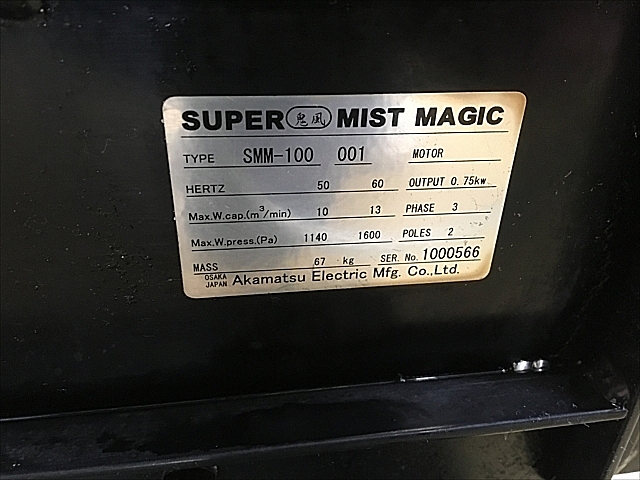 SUPER 鬼風 MIST MAGIC
TYPE SMM-100 001 MOTOR
HERTZ 50 60 OUTPUT 0.75kw
Max.W.cap.(m³/min) 10 13 PHASE 3
Max.W.press.(Pa) 1140 1600 POLES 2
MASS 67 kg SER. No. 1000566
OSAKA JAPAN Akamatsu Electric Mfg. Co.,Ltd.